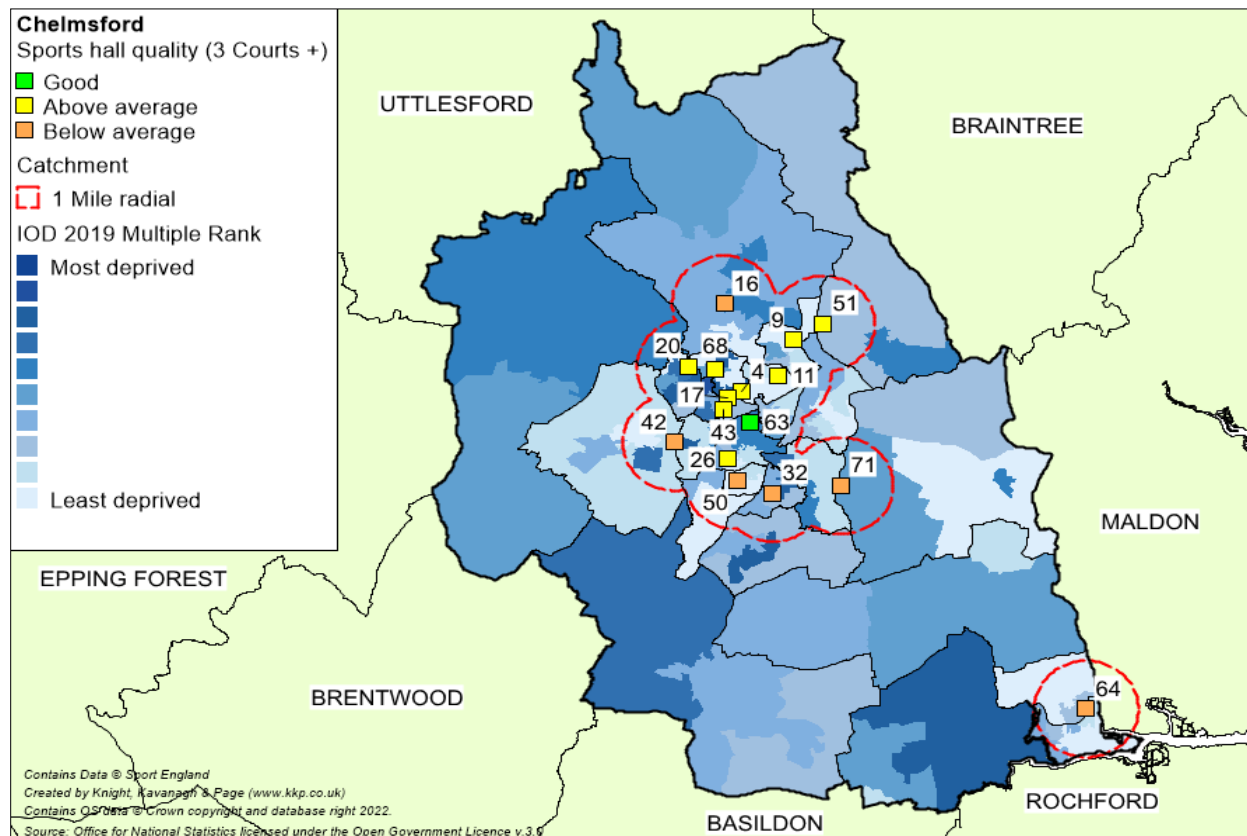 Chelmsford
Sports hall quality (3 Courts +)
Good
Above average
Below average
Catchment
1 Mile radial
IOD 2019 Multiple Rank
Most deprived
Least deprived
UTTLESFORD
BRAINTREE
16
51
9
20
68
4
11
17
42
43
63
26
32
71
50
MALDON
EPPING FOREST
BRENTWOOD
64
ROCHFORD
BASILDON
Contains Data © Sport England
Created by Knight, Kavanagh & Page (www.kkp.co.uk)
Contains OS data © Crown copyright and database right 2022.
Source: Office for National Statistics licensed under the Open Government Licence v.3.0